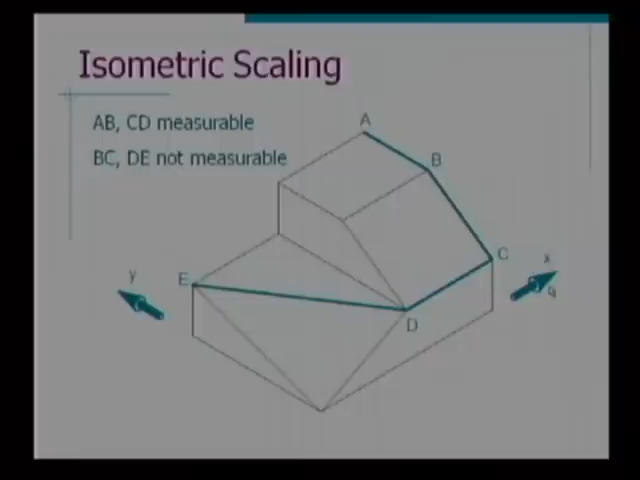 Isometric Scaling
AB, CD measurable
BC, DE not measurable
A
B
C
x
y
E
D